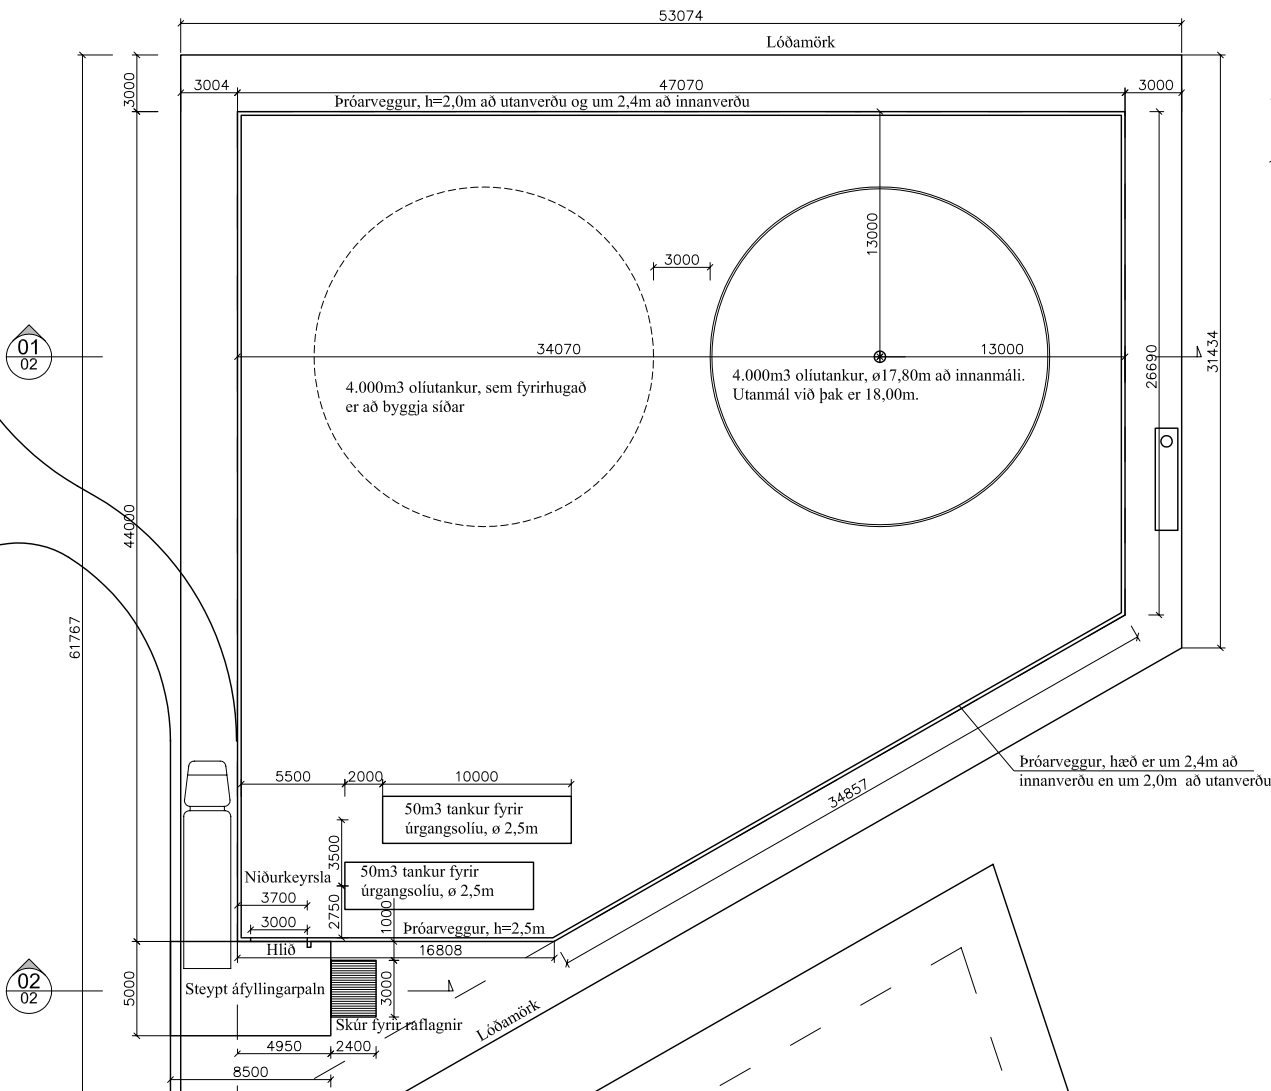 53074
Lóðamörk
3004
47070
3000
3000
Þróarveggur, h=2,0m að utanverðu og um 2,4m að innanverðu
13000
3000
01
02
34070
13000
26690
31434
4.000m3 olíutankur, sem fyrirhugað
er að byggja síðar
4.000m3 olíutankur, ø17,80m að innanmáli.
Utanmál við þak er 18,00m.
44000
61767
Þróarveggur, hæð er um 2,4m að
innanverðu en um 2,0m að utanverðu
34857
5500
2000
10000
50m3 tankur fyrir
úrgangsolíu, ø 2,5m
3500
50m3 tankur fyrir
úrgangsolíu, ø 2,5m
Niðurkeyrsla
3700
2750
1000
3000
Þróarveggur, h=2,5m
Hlið
16808
02
02
5000
Steypt áfyllingarpaln
3000
Skúr fyrir raflagnir
Lóðamörk
4950
2400
8500